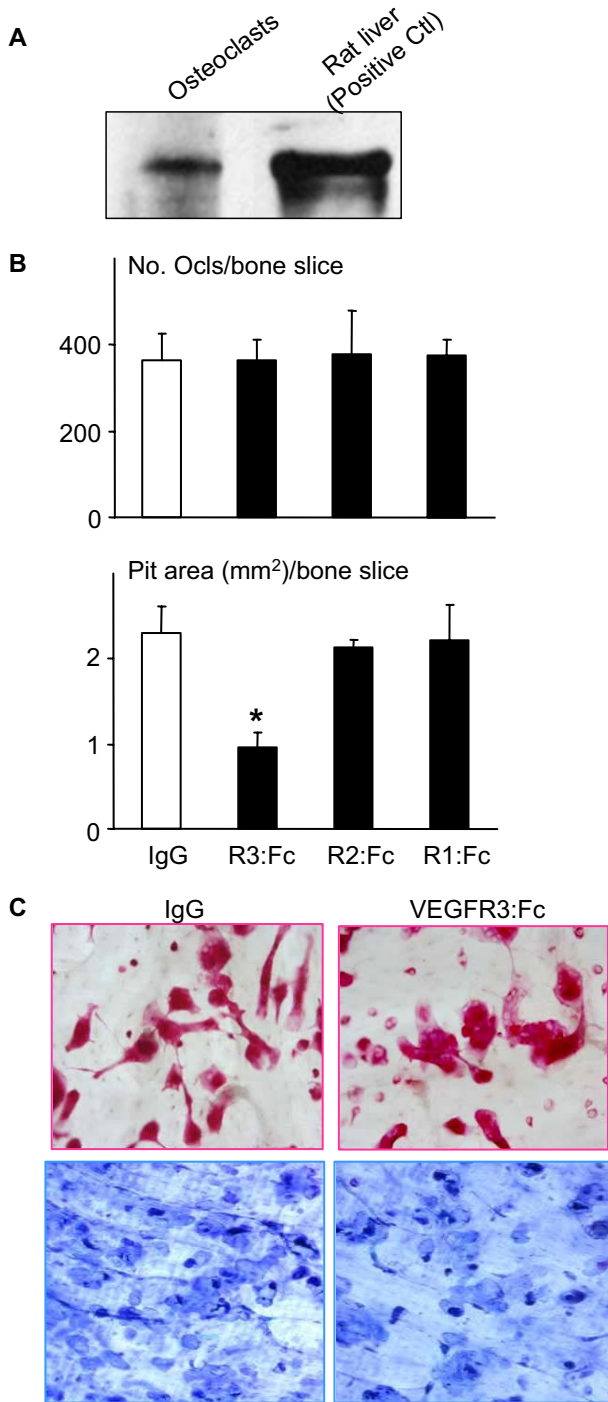 A
Osteoclasts
Rat liver
(Positive Ctl)
B
No. Ocls/bone slice
400
200
0
Pit area (mm²)/bone slice
2
*
1
0
IgG R3:Fc R2:Fc R1:Fc
C
IgG VEGFR3:Fc